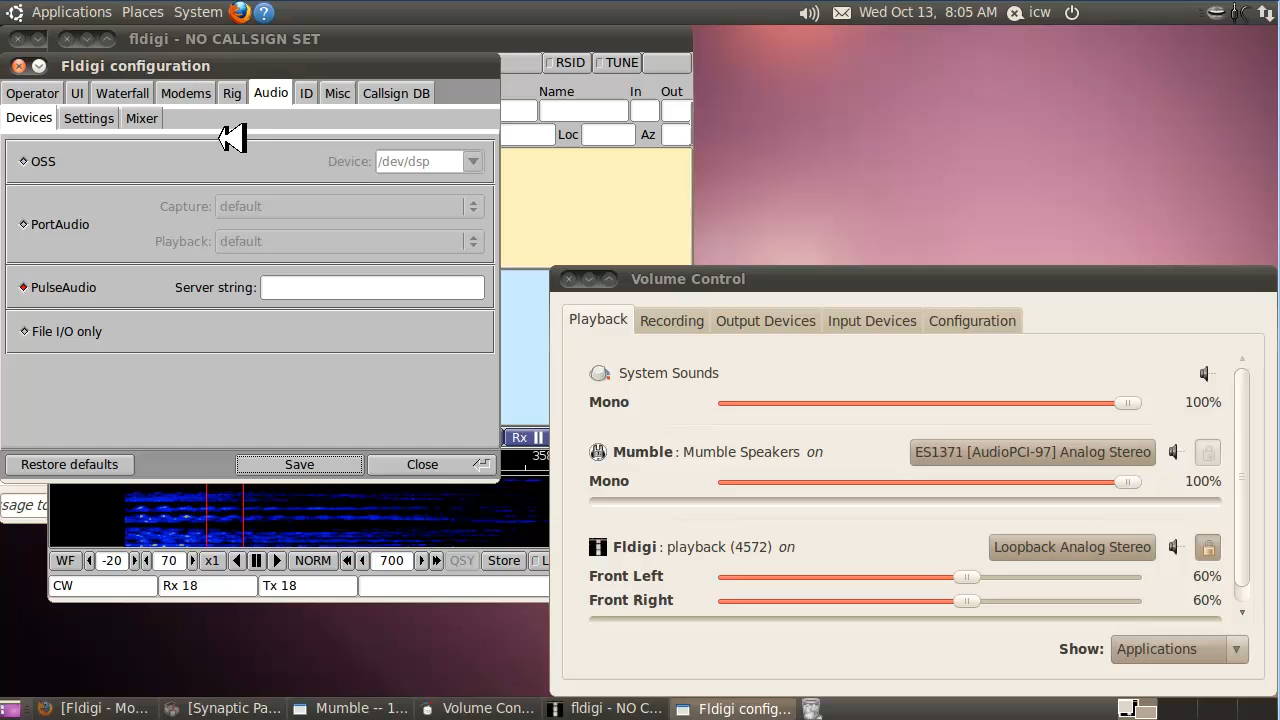 Applications Places System ? Wed Oct 13, 8:05 AM icw
fldigi - NO CALLSIGN SET
Fldigi configuration
Operator UI Waterfall Modems Rig Audio ID Misc Callsign DB
Devices Settings Mixer
OSS Device: /dev/dsp
PortAudio Capture: default
Playback: default
PulseAudio Server string:
File I/O only
Restore defaults Save Close
RSID TUNE
Name In Out
Loc Az
Rx
358
ssage to
WF -20 70 x1 NORM 700 QSY Store L
CW Rx 18 Tx 18
Volume Control
Playback Recording Output Devices Input Devices Configuration
System Sounds
Mono 100%
Mumble : Mumble Speakers on ES1371 [AudioPCI-97] Analog Stereo
Mono 100%
Fldigi : playback (4572) on Loopback Analog Stereo
Front Left 60%
Front Right 60%
Show: Applications
[Fldigi - Mo... [Synaptic Pa... Mumble -- 1... Volume Con... fldigi - NO C... Fldigi config...